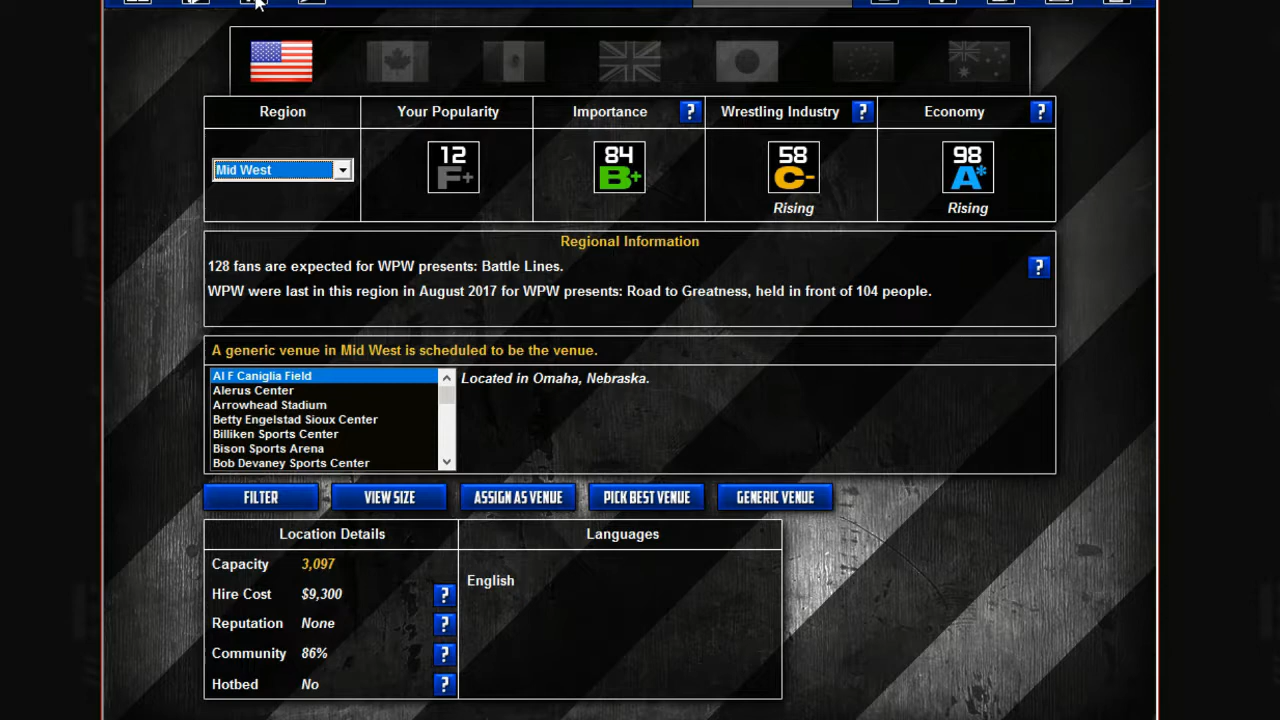 Region
Your Popularity
Importance ?
Wrestling Industry ?
Economy ?
Mid West
12
F+
84
B+
58
C-
98
A*
Rising
Rising
Regional Information
128 fans are expected for WPW presents: Battle Lines.
?
WPW were last in this region in August 2017 for WPW presents: Road to Greatness, held in front of 104 people.
A generic venue in Mid West is scheduled to be the venue.
Al F Caniglia Field
Alerus Center
Arrowhead Stadium
Betty Engelstad Sioux Center
Billiken Sports Center
Bison Sports Arena
Bob Devaney Sports Center
Located in Omaha, Nebraska.
FILTER
VIEW SIZE
ASSIGN AS VENUE
PICK BEST VENUE
GENERIC VENUE
Location Details
Capacity 3,097
Hire Cost $9,300 ?
Reputation None ?
Community 86% ?
Hotbed No ?
Languages
English